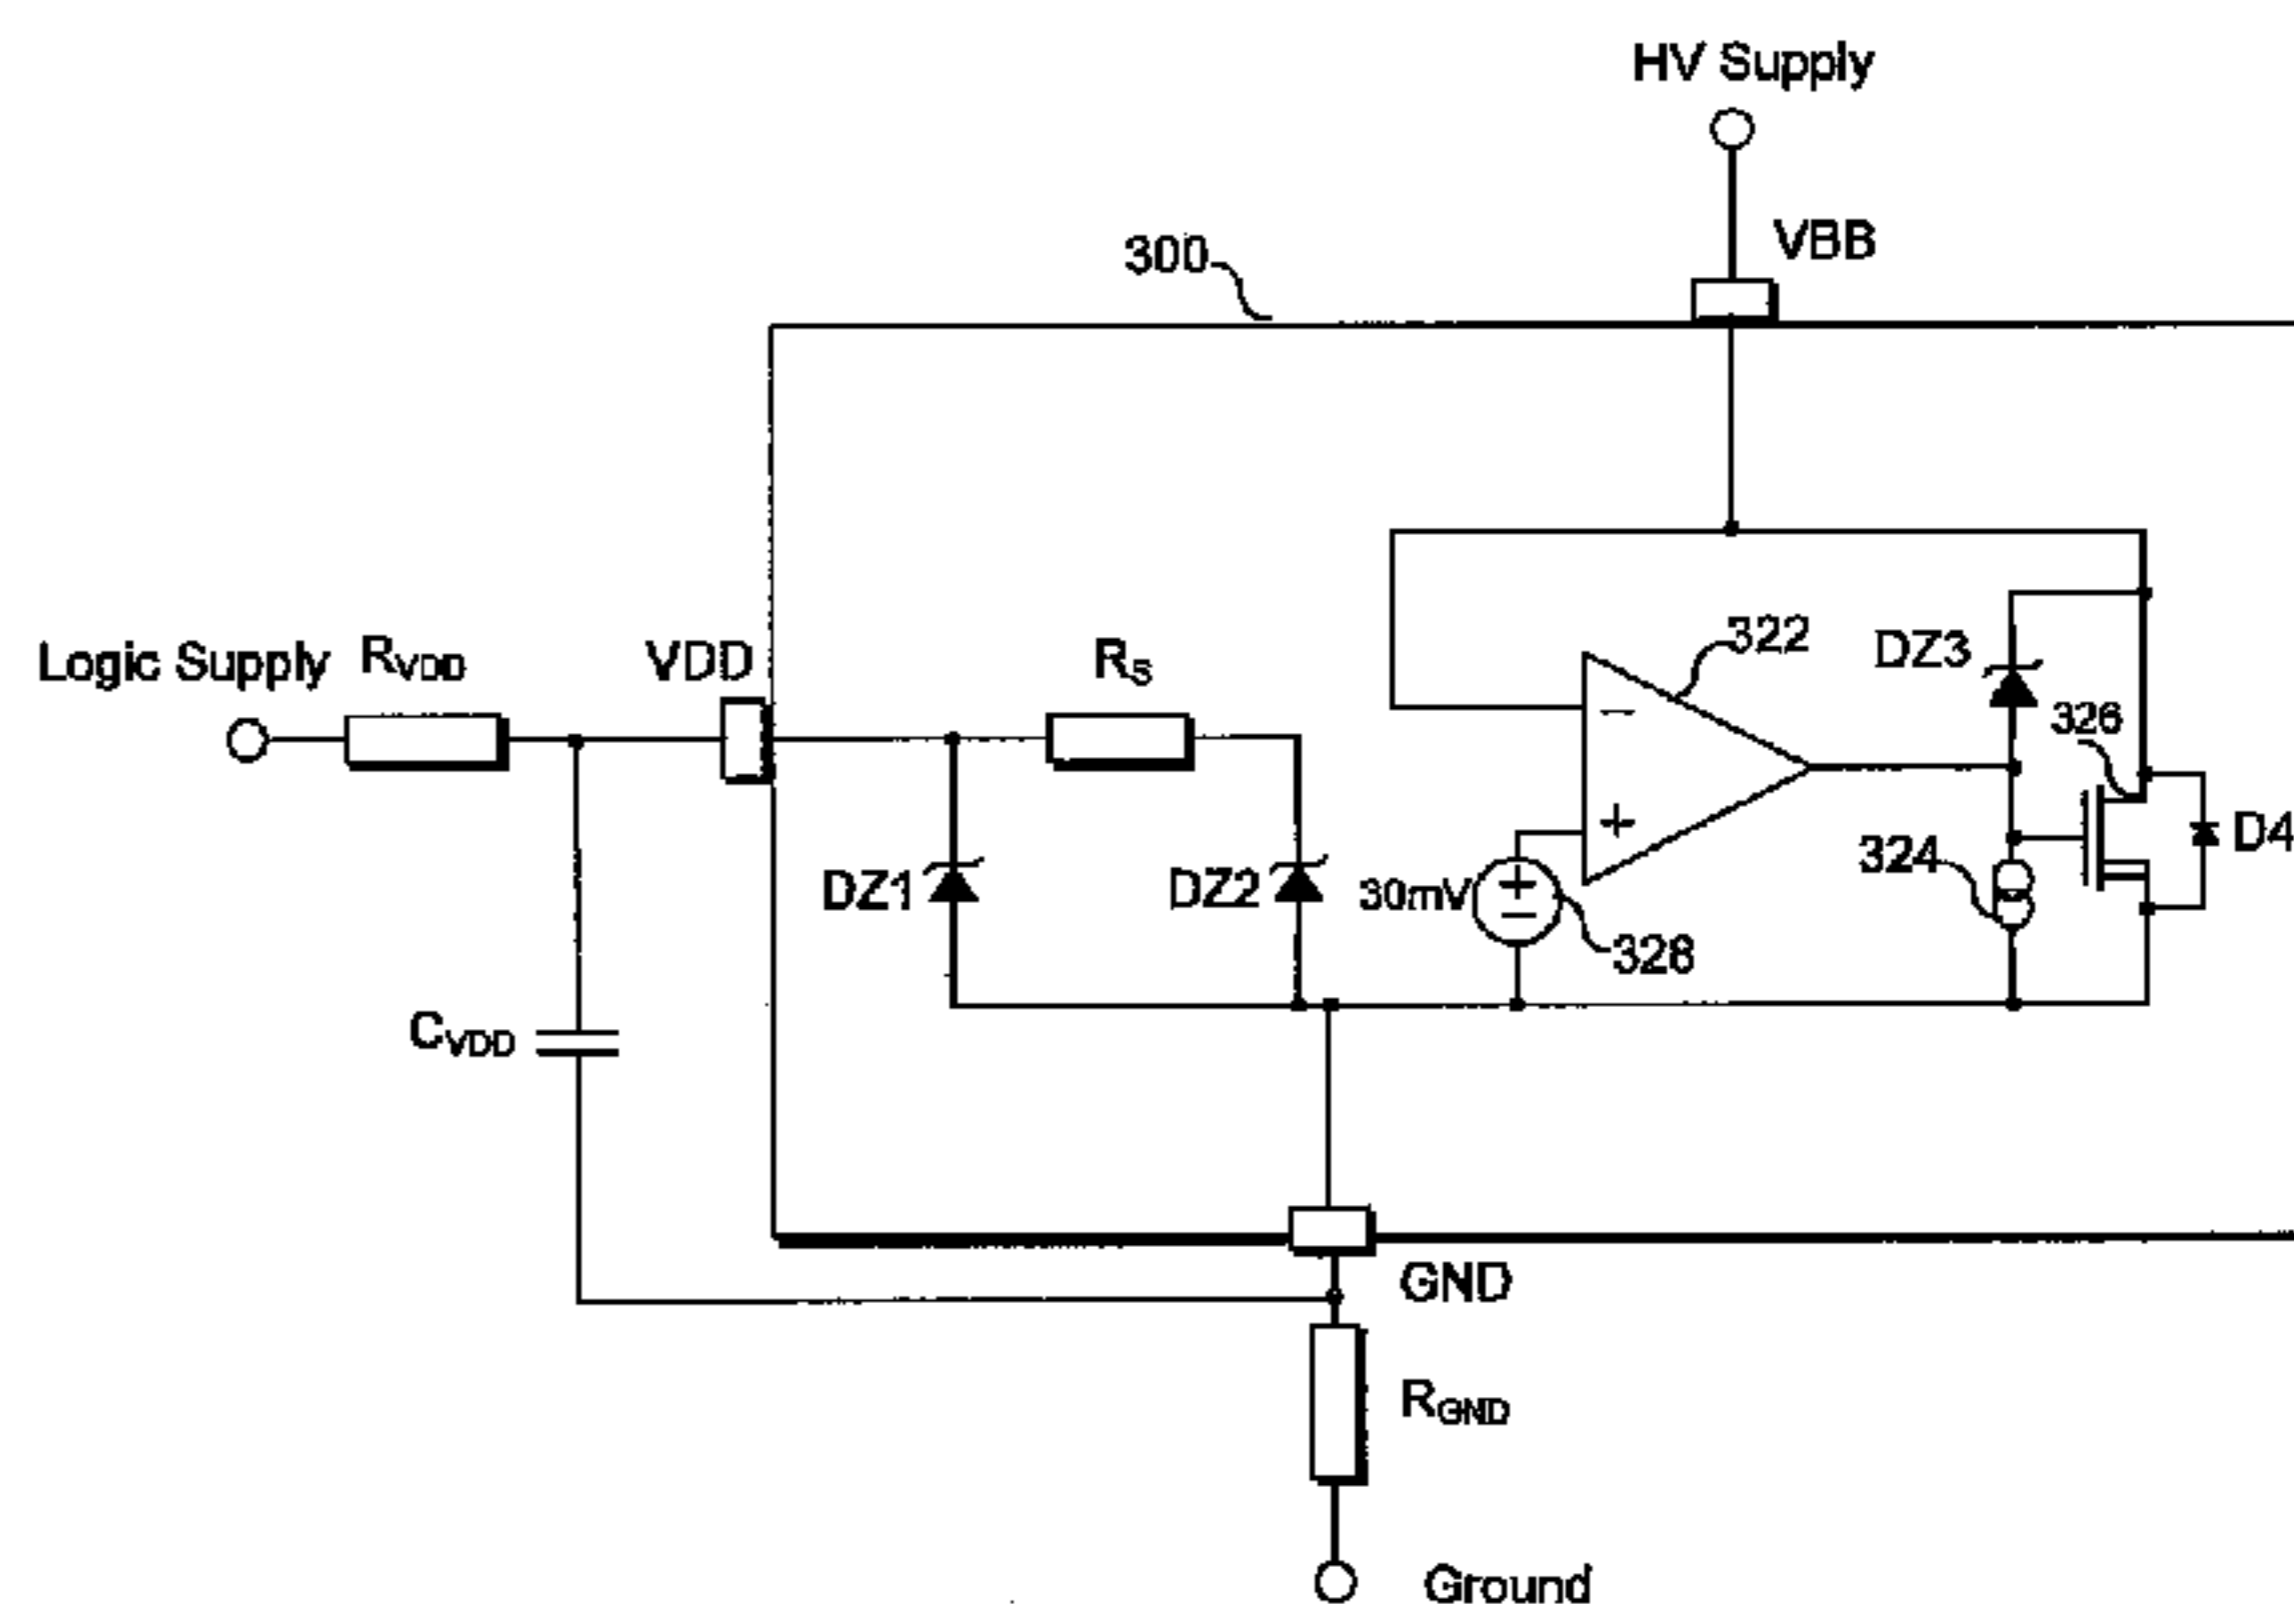 HV Supply
VBB
300
Logic Supply
RVDD
VDD
RS
322
DZ3
326
DZ1
DZ2
30mV
328
324
D4
CVDD
GND
RGND
Ground